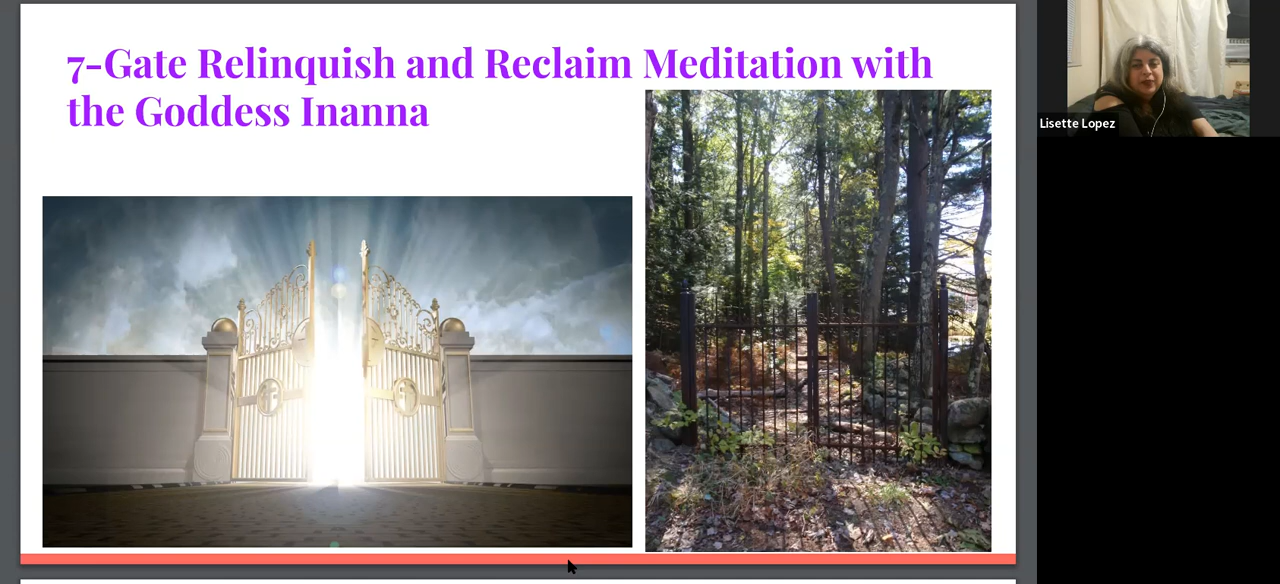 7-Gate Relinquish and Reclaim Meditation with
the Goddess Inanna
Lisette Lopez